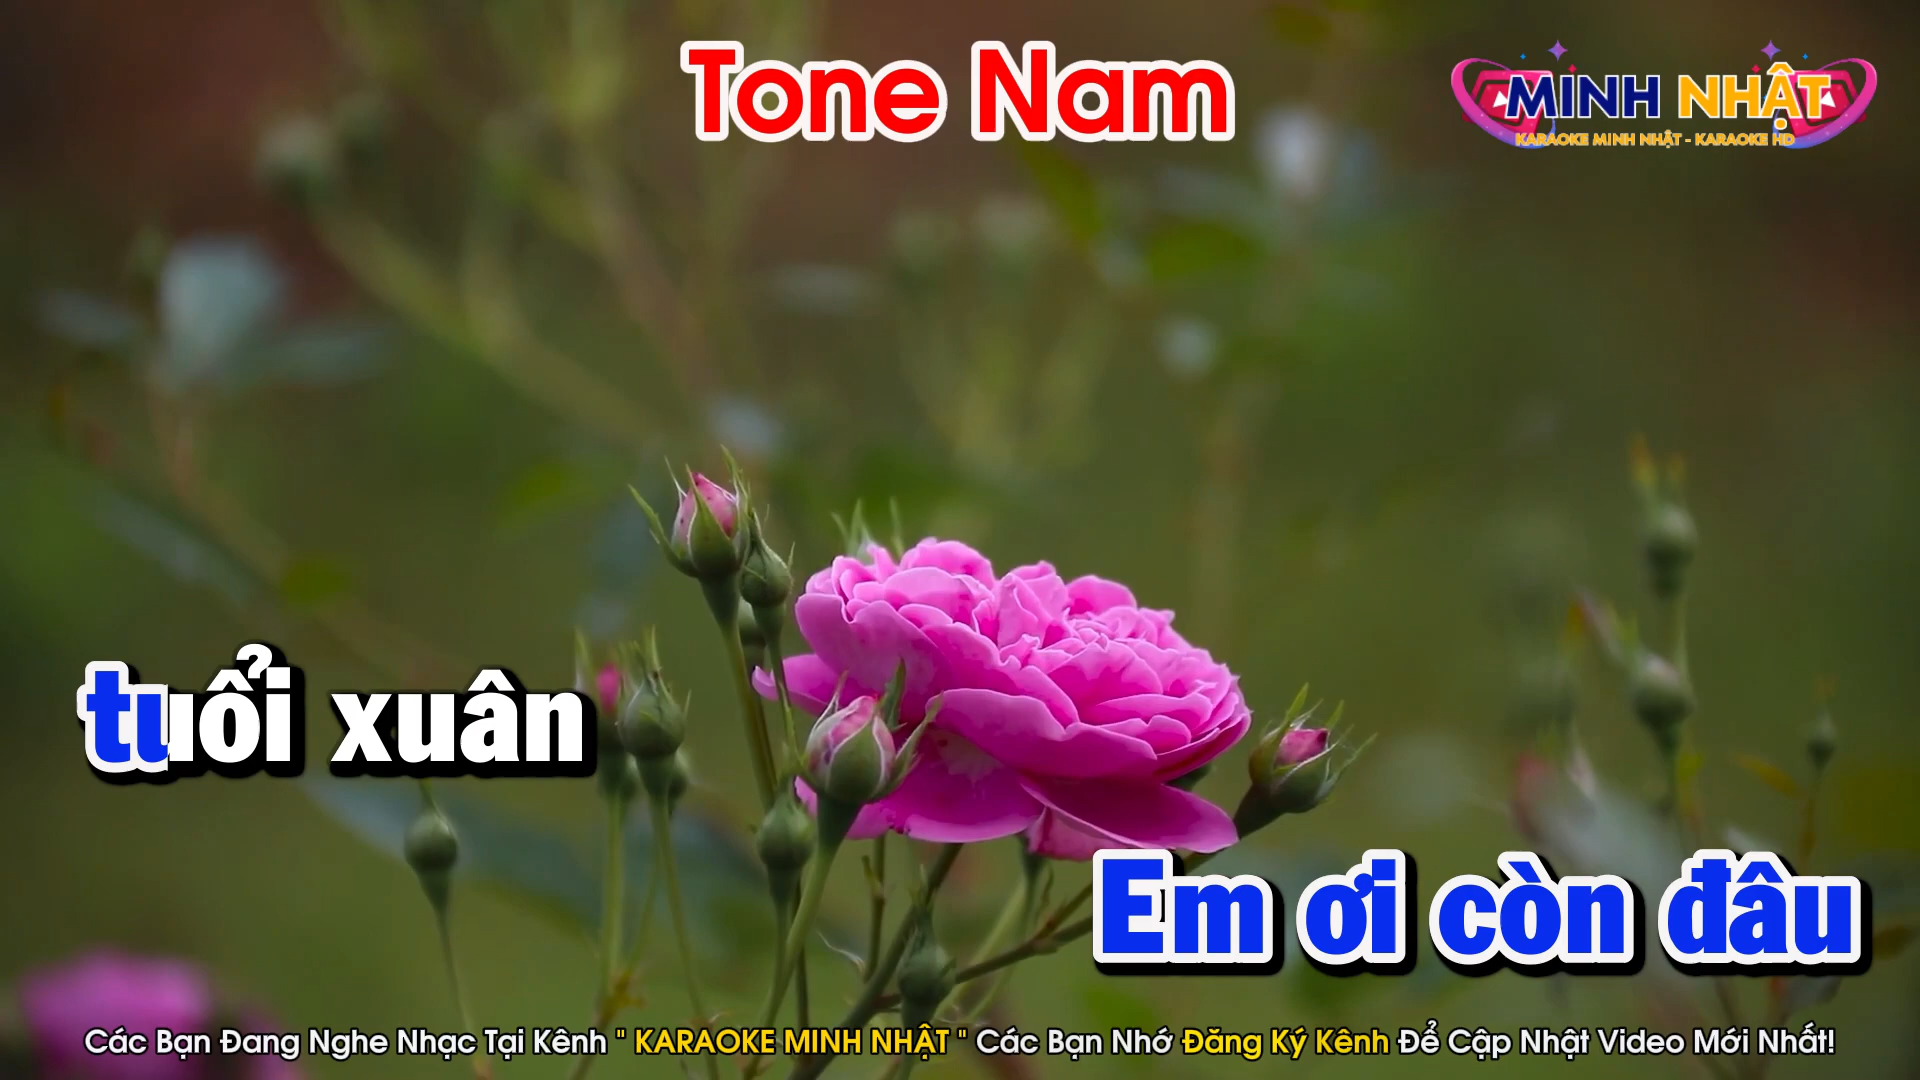 Tone Nam
MINH NHẬT
KARAOKE MINH NHẬT - KARAOKE HD
tuổi xuân
Em ơi còn đâu
Các Bạn Đang Nghe Nhạc Tại Kênh " KARAOKE MINH NHẬT " Các Bạn Nhớ Đăng Ký Kênh Để Cập Nhật Video Mới Nhất!